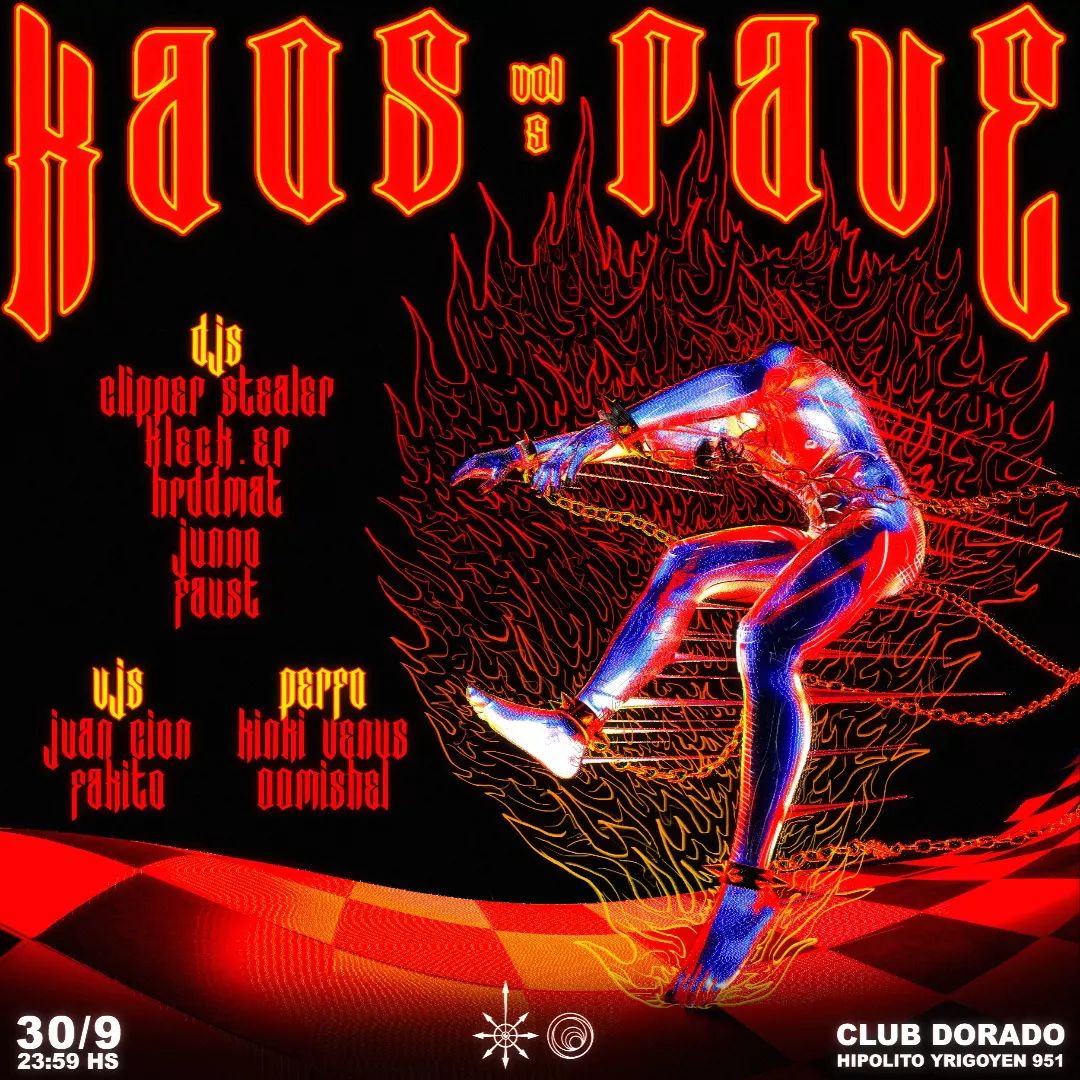 Kaos vol 5 rave
djs
clipper stealer
kleck.er
hrddmat
junno
faust
vjs
juan cion
fakito
perfo
kinki venus
oomishel
30/9
23:59 HS
CLUB DORADO
HIPOLITO YRIGOYEN 951